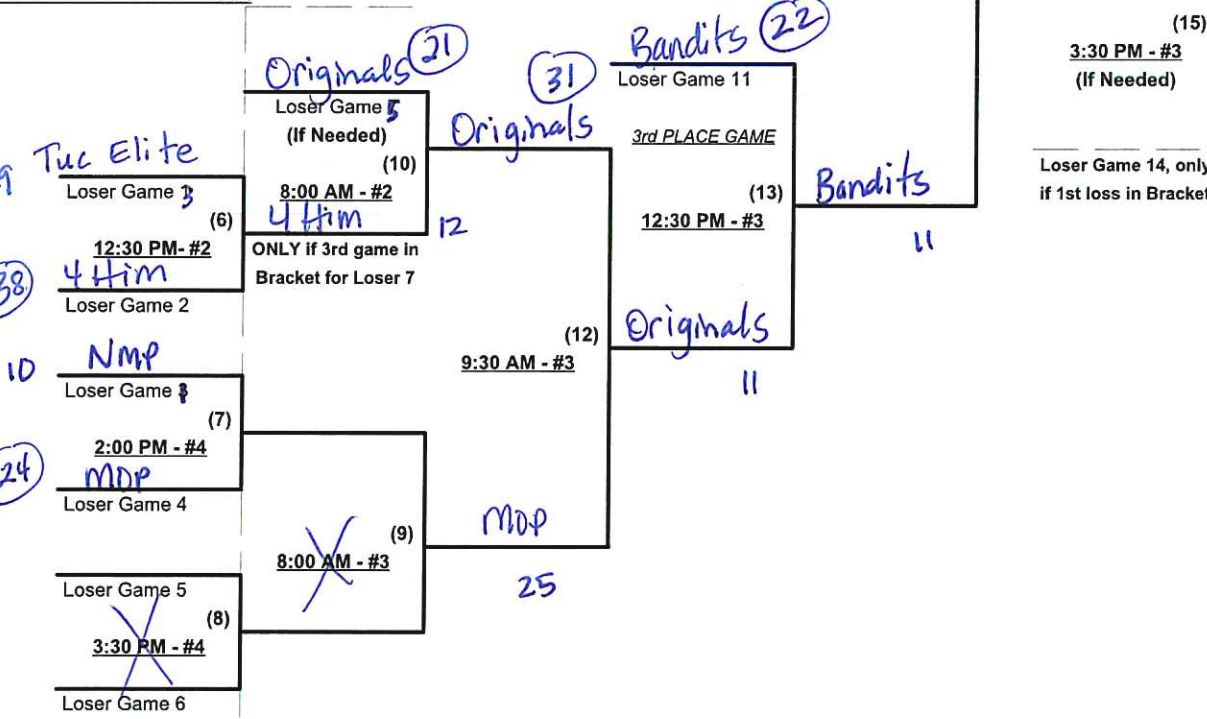 Originals 21
Loser Game 5
(If Needed)
(10)
8:00 AM - #2
4 Him 12
ONLY if 3rd game in
Bracket for Loser 7
Tuc Elite
9
Loser Game 3
(6)
12:30 PM- #2
38 4 Him
Loser Game 2
10 NMP
Loser Game 1
(7)
2:00 PM - #4
24 MDP
Loser Game 4
Loser Game 5
(8)
3:30 PM - #4
Loser Game 6
(9)
8:00 AM - #3
31
Originals
(12)
9:30 AM - #3
MDP
25
Bandits 22
Loser Game 11
3rd PLACE GAME
(13)
12:30 PM - #3
Originals
11
Bandits
11
(15)
3:30 PM - #3
(If Needed)
Loser Game 14, only
if 1st loss in Bracket